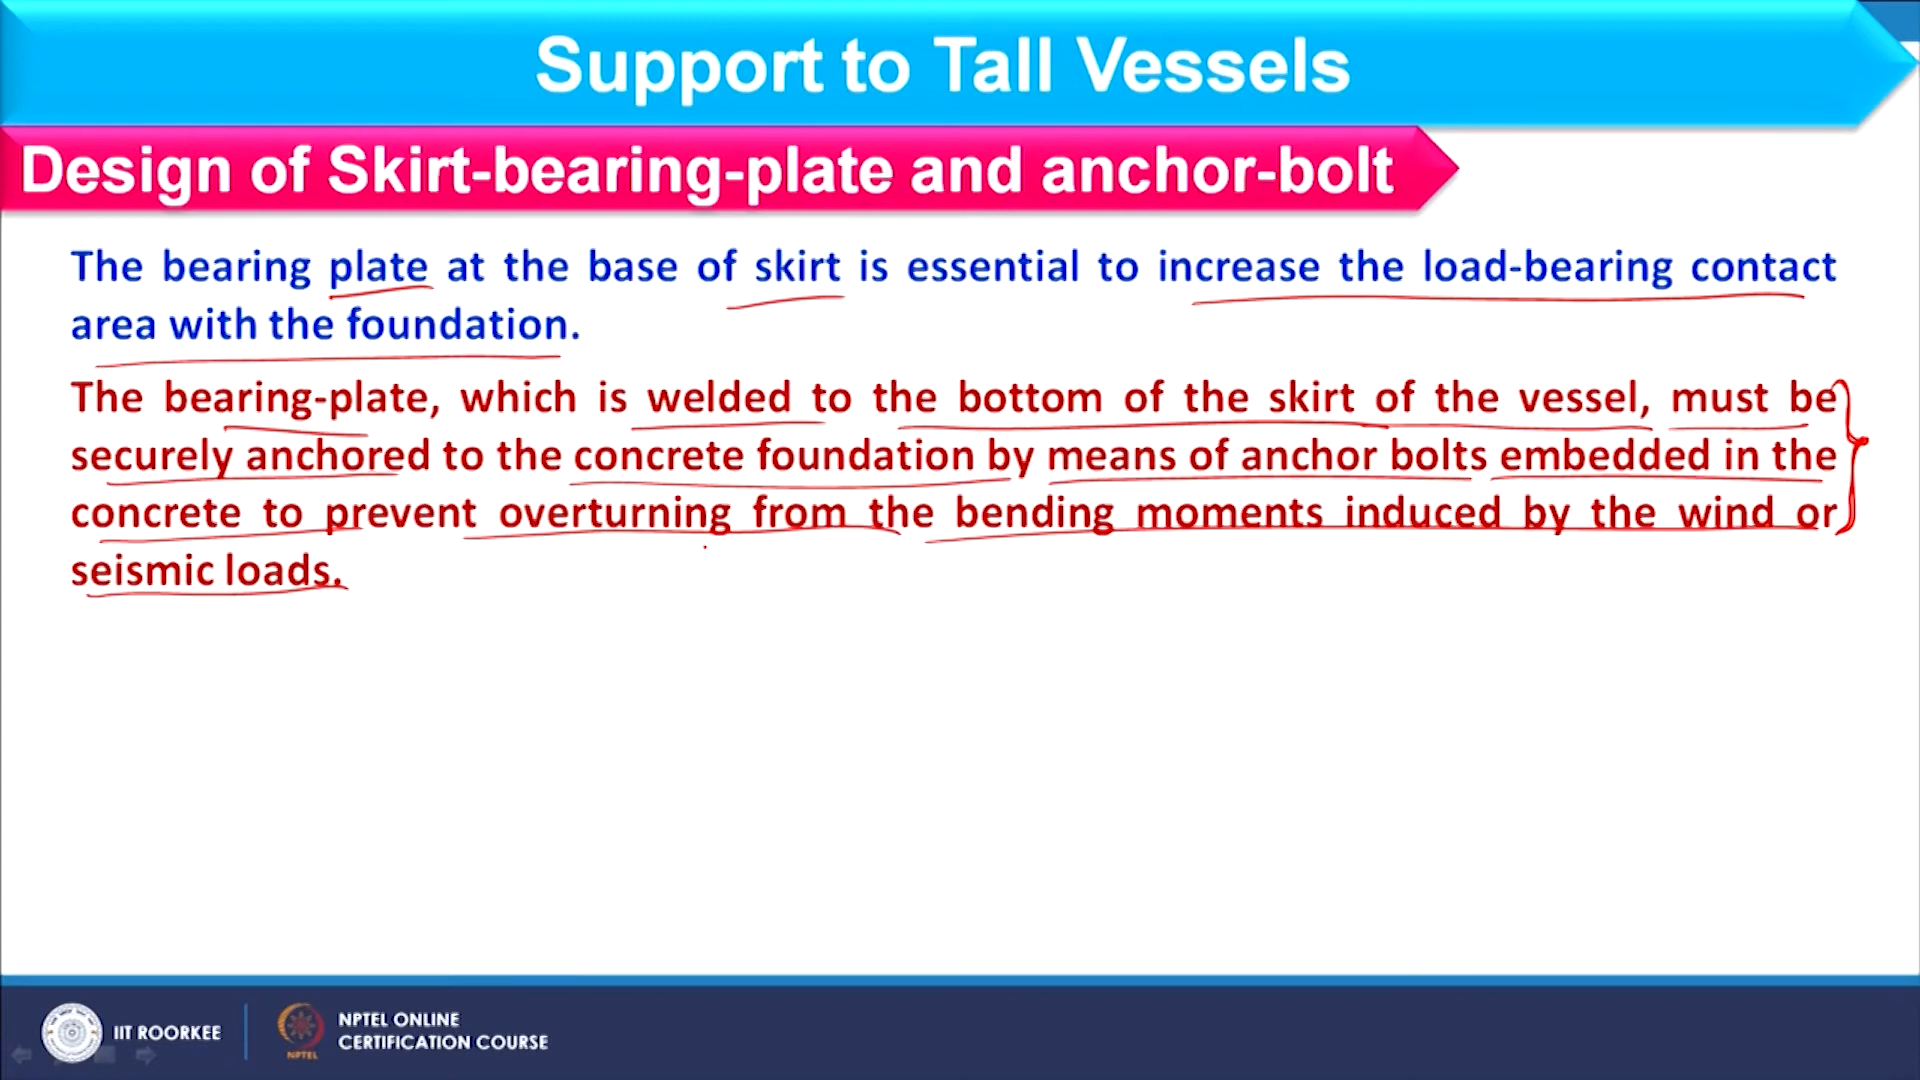 Support to Tall Vessels
Design of Skirt-bearing-plate and anchor-bolt
The bearing plate at the base of skirt is essential to increase the load-bearing contact
area with the foundation.
The bearing-plate, which is welded to the bottom of the skirt of the vessel, must be
securely anchored to the concrete foundation by means of anchor bolts embedded in the
concrete to prevent overturning from the bending moments induced by the wind or
seismic loads.
IIT ROORKEE
NPTEL
NPTEL ONLINE
CERTIFICATION COURSE